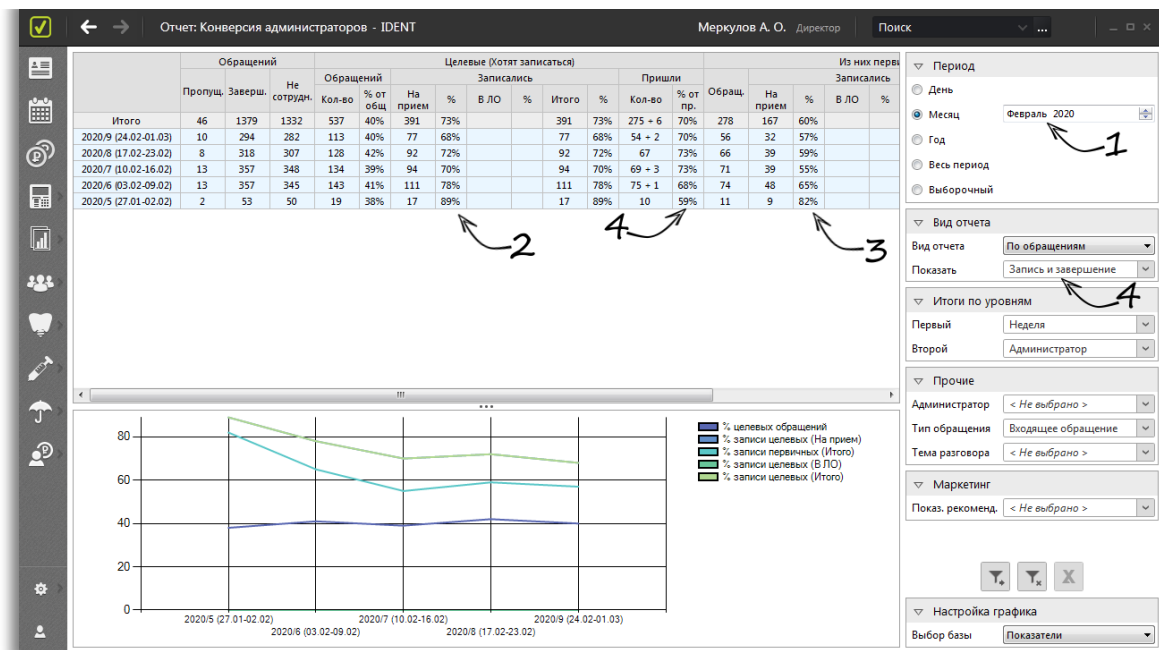 Отчет: Конверсия администраторов - IDENT Меркулов А. О. Директор Поиск ...
Обращений Целевые (Хотят записаться) Из них перви
Пропущ. Заверш. Не сотрудн. Обращений Записались Пришли Обращ. Записались
Кол-во % от общ На прием % В ЛО % Итого % Кол-во % от пр. На прием % В ЛО %
Итого 46 1379 1332 537 40% 391 73% 391 73% 275 + 6 70% 278 167 60%
2020/9 (24.02-01.03) 10 294 282 113 40% 77 68% 77 68% 54 + 2 70% 56 32 57%
2020/8 (17.02-23.02) 8 318 307 128 42% 92 72% 92 72% 67 73% 66 39 59%
2020/7 (10.02-16.02) 13 357 348 134 39% 94 70% 94 70% 69 + 3 73% 71 39 55%
2020/6 (03.02-09.02) 13 357 345 143 41% 111 78% 111 78% 75 + 1 68% 74 48 65%
2020/5 (27.01-02.02) 2 53 50 19 38% 17 89% 17 89% 10 59% 11 9 82%
2 4 3
80
60
40
20
0
2020/5 (27.01-02.02) 2020/7 (10.02-16.02) 2020/9 (24.02-01.03)
2020/6 (03.02-09.02) 2020/8 (17.02-23.02)
% целевых обращений
% записи целевых (На прием)
% записи первичных (Итого)
% записи целевых (В ЛО)
% записи целевых (Итого)
Период
День
Месяц Февраль 2020
1
Год
Весь период
Выборочный
Вид отчета
Вид отчета По обращениям
Показать Запись и завершение
4
Итоги по уровням
Первый Неделя
Второй Администратор
Прочие
Администратор < Не выбрано >
Тип обращения Входящее обращение
Тема разговора < Не выбрано >
Маркетинг
Показ. рекоменд. < Не выбрано >
X
Настройка графика
Выбор базы Показатели